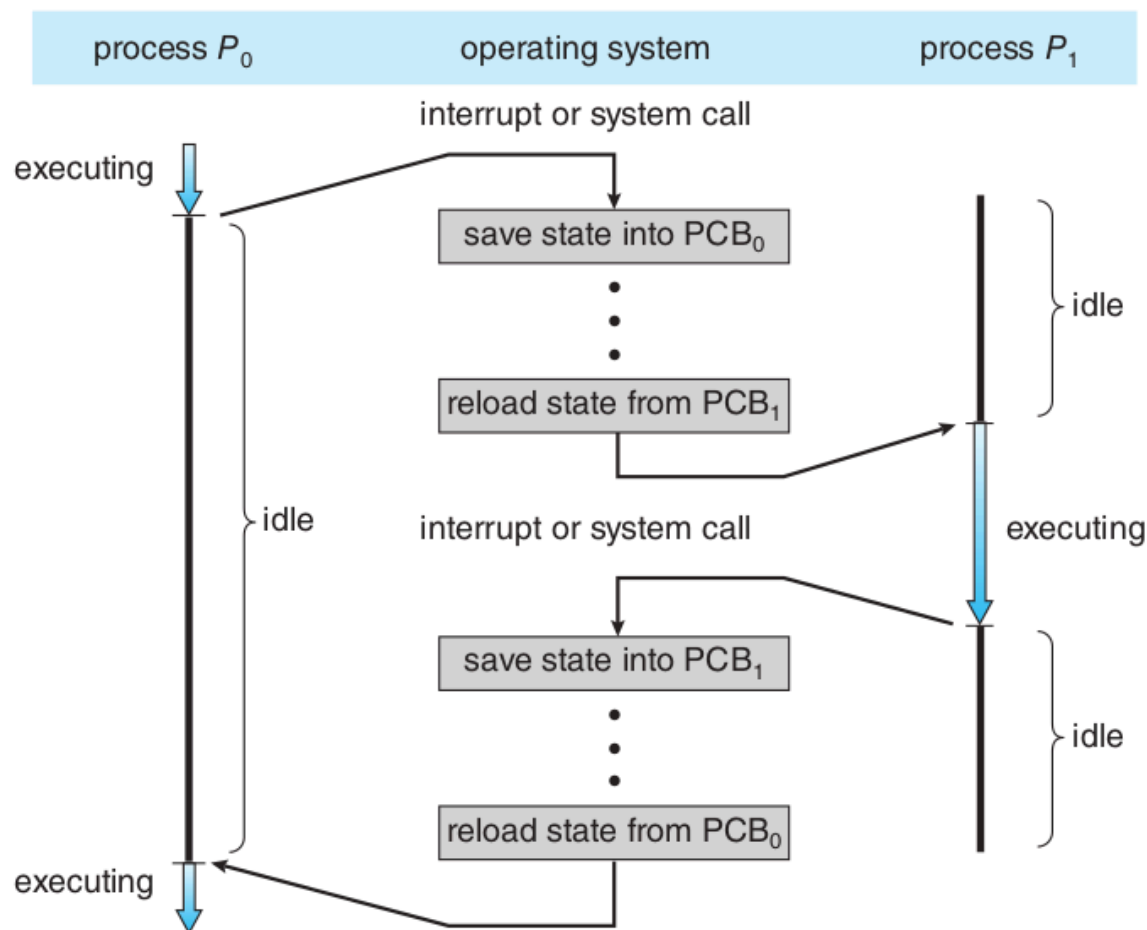 process P₀ operating system process P₁
interrupt or system call
executing
save state into PCB₀
idle
reload state from PCB₁
idle
interrupt or system call
executing
save state into PCB₁
idle
reload state from PCB₀
executing